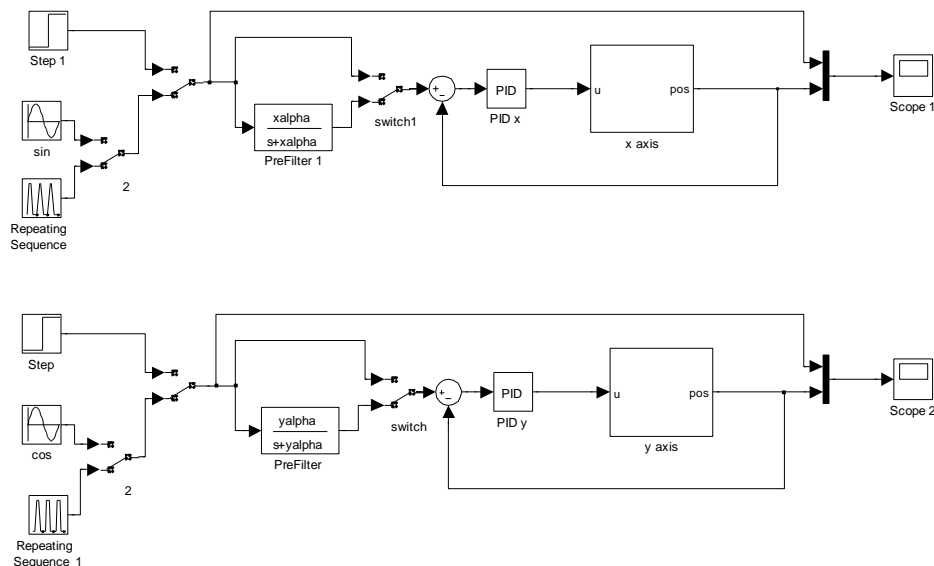 Step 1
sin
2
Repeating
Sequence
xalpha
s+xalpha
PreFilter 1
switch1
+
−
PID
PID x
u
pos
x axis
Scope 1
Step
cos
2
Repeating
Sequence 1
yalpha
s+yalpha
PreFilter
switch
+
−
PID
PID y
u
pos
y axis
Scope 2